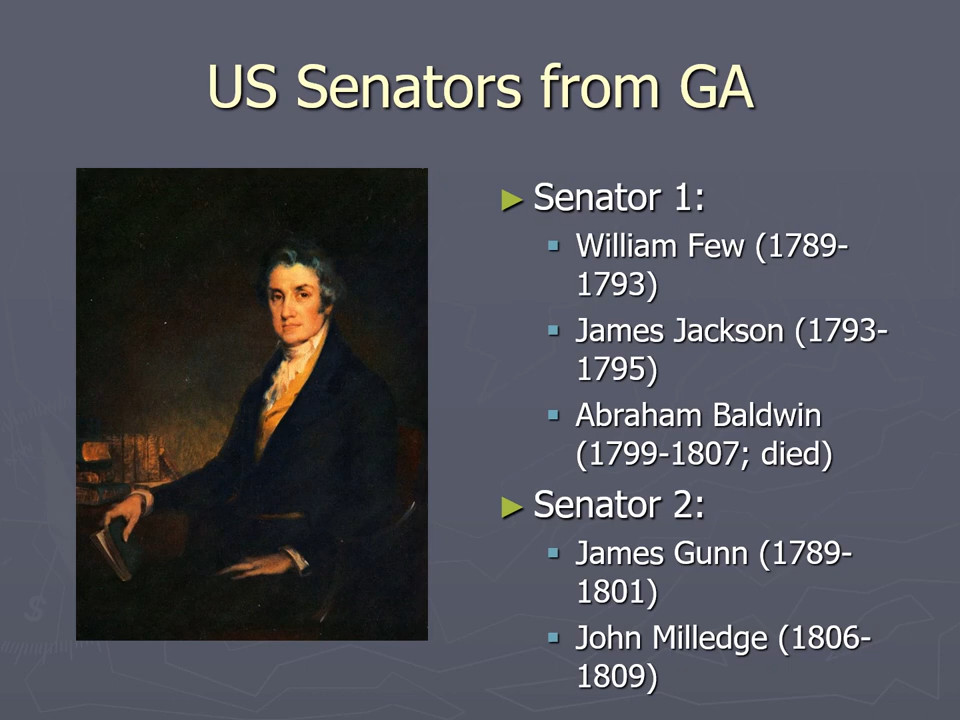 US Senators from GA
► Senator 1:
▪ William Few (1789-
1793)
▪ James Jackson (1793-
1795)
▪ Abraham Baldwin
(1799-1807; died)
► Senator 2:
▪ James Gunn (1789-
1801)
▪ John Milledge (1806-
1809)